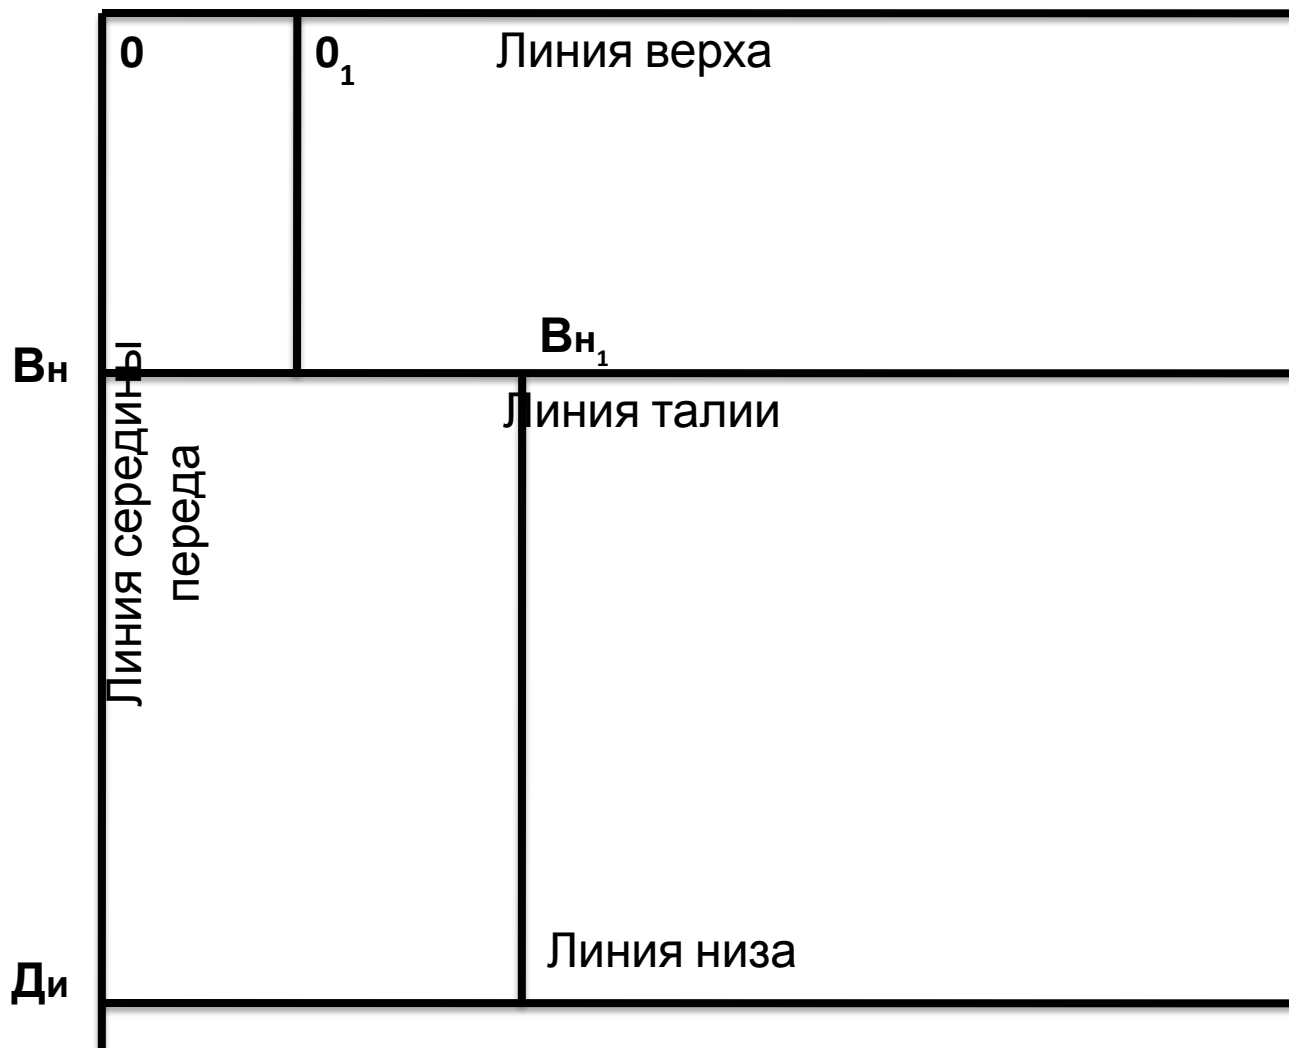 0
0₁
Линия верха
Вн₁
Вн
Линия талии
Линия середины
переда
Линия низа
Ди